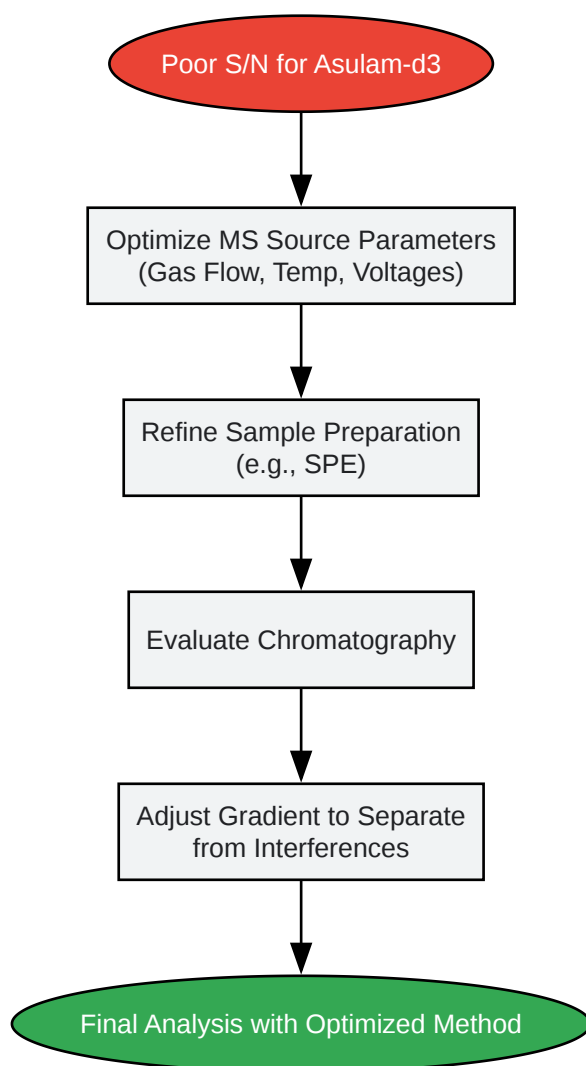 Poor S/N for Asulam-d3
Optimize MS Source Parameters
(Gas Flow, Temp, Voltages)
Refine Sample Preparation
(e.g., SPE)
Evaluate Chromatography
Adjust Gradient to Separate
from Interferences
Final Analysis with Optimized Method